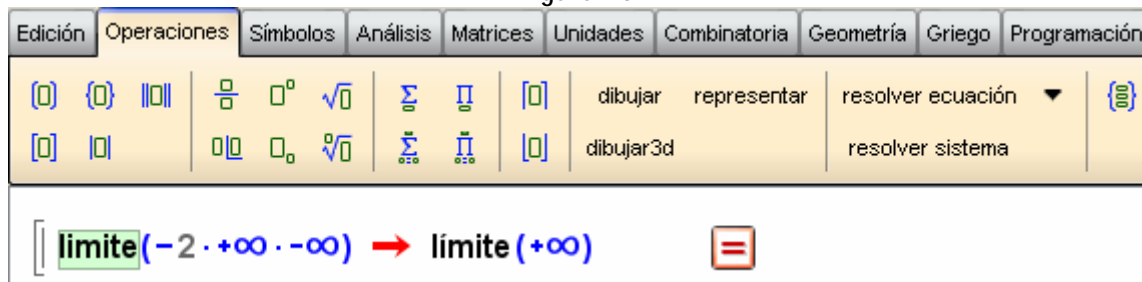 Edición Operaciones Símbolos Análisis Matrices Unidades Combinatoria Geometría Griego Programación
dibujar representar resolver ecuación
dibujar3d resolver sistema
limite(-2 · +∞ · -∞) → límite (+∞) =